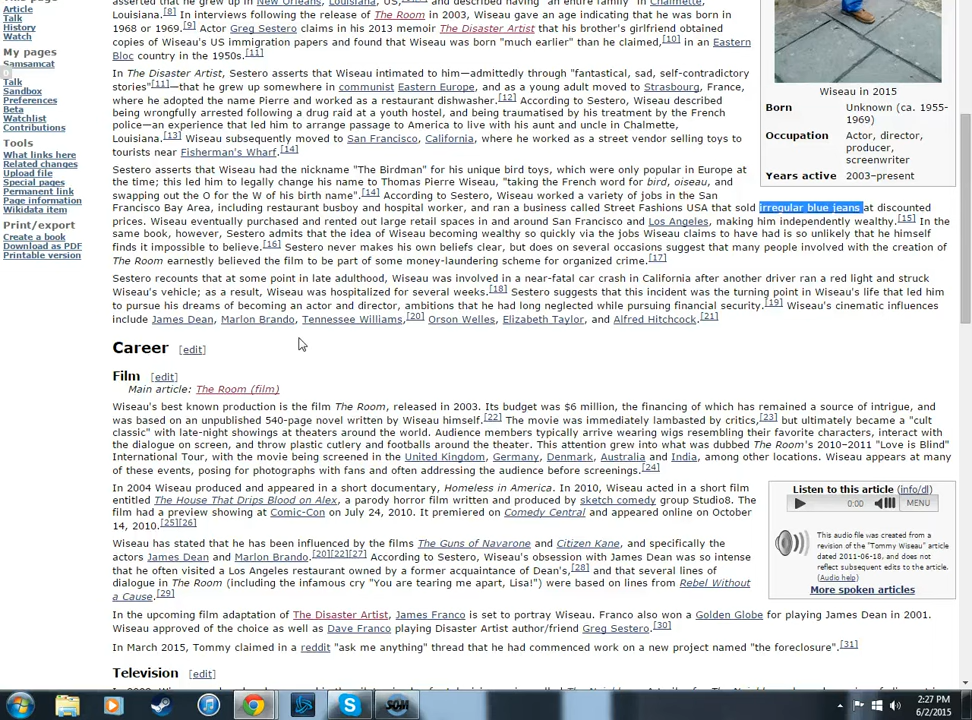 Article
Talk
History
Watch
My pages
Samsamcat
0
Talk
Sandbox
Preferences
Beta
Watchlist
Contributions
Tools
What links here
Related changes
Upload file
Special pages
Permanent link
Page information
Wikidata item
Print/export
Create a book
Download as PDF
Printable version
asserted that he grew up in New Orleans, Louisiana, and described having "an entire family" in Chalmette,
Louisiana.[8] In interviews following the release of The Room in 2003, Wiseau gave an age indicating that he was born in
1968 or 1969.[9] Actor Greg Sestero claims in his 2013 memoir The Disaster Artist that his brother's girlfriend obtained
copies of Wiseau's US immigration papers and found that Wiseau was born "much earlier" than he claimed,[10] in an Eastern
Bloc country in the 1950s.[11]
In The Disaster Artist, Sestero asserts that Wiseau intimated to him—admittedly through "fantastical, sad, self-contradictory
stories"[11]—that he grew up somewhere in communist Eastern Europe, and as a young adult moved to Strasbourg, France,
where he adopted the name Pierre and worked as a restaurant dishwasher.[12] According to Sestero, Wiseau described
being wrongfully arrested following a drug raid at a youth hostel, and being traumatised by his treatment by the French
police—an experience that led him to arrange passage to America to live with his aunt and uncle in Chalmette,
Louisiana.[13] Wiseau subsequently moved to San Francisco, California, where he worked as a street vendor selling toys to
tourists near Fisherman's Wharf.[14]
Sestero asserts that Wiseau had the nickname "The Birdman" for his unique bird toys, which were only popular in Europe at
the time; this led him to legally change his name to Thomas Pierre Wiseau, "taking the French word for bird, oiseau, and
swapping out the O for the W of his birth name".[14] According to Sestero, Wiseau worked a variety of jobs in the San
Francisco Bay Area, including restaurant busboy and hospital worker, and ran a business called Street Fashions USA that sold irregular blue jeans at discounted
prices. Wiseau eventually purchased and rented out large retail spaces in and around San Francisco and Los Angeles, making him independently wealthy.[15] In the
same book, however, Sestero admits that the idea of Wiseau becoming wealthy so quickly via the jobs Wiseau claims to have had is so unlikely that he himself
finds it impossible to believe.[16] Sestero never makes his own beliefs clear, but does on several occasions suggest that many people involved with the creation of
The Room earnestly believed the film to be part of some money-laundering scheme for organized crime.[17]
Sestero recounts that at some point in late adulthood, Wiseau was involved in a near-fatal car crash in California after another driver ran a red light and struck
Wiseau's vehicle; as a result, Wiseau was hospitalized for several weeks.[18] Sestero suggests that this incident was the turning point in Wiseau's life that led him
to pursue his dreams of becoming an actor and director, ambitions that he had long neglected while pursuing financial security.[19] Wiseau's cinematic influences
include James Dean, Marlon Brando, Tennessee Williams,[20] Orson Welles, Elizabeth Taylor, and Alfred Hitchcock.[21]
Wiseau in 2015
Born Unknown (ca. 1955-
1969)
Occupation Actor, director,
producer,
screenwriter
Years active 2003–present
Career [edit]
Film [edit]
Main article: The Room (film)
Wiseau's best known production is the film The Room, released in 2003. Its budget was $6 million, the financing of which has remained a source of intrigue, and
was based on an unpublished 540-page novel written by Wiseau himself.[22] The movie was immediately lambasted by critics,[23] but ultimately became a "cult
classic" with late-night showings at theaters around the world. Audience members typically arrive wearing wigs resembling their favorite characters, interact with
the dialogue on screen, and throw plastic cutlery and footballs around the theater. This attention grew into what was dubbed The Room's 2010–2011 "Love is Blind"
International Tour, with the movie being screened in the United Kingdom, Germany, Denmark, Australia and India, among other locations. Wiseau appears at many
of these events, posing for photographs with fans and often addressing the audience before screenings.[24]
In 2004 Wiseau produced and appeared in a short documentary, Homeless in America. In 2010, Wiseau acted in a short film
entitled The House That Drips Blood on Alex, a parody horror film written and produced by sketch comedy group Studio8. The
film had a preview showing at Comic-Con on July 24, 2010. It premiered on Comedy Central and appeared online on October
14, 2010.[25][26]
Wiseau has stated that he has been influenced by the films The Guns of Navarone and Citizen Kane, and specifically the
actors James Dean and Marlon Brando.[20][22][27] According to Sestero, Wiseau's obsession with James Dean was so intense
that he often visited a Los Angeles restaurant owned by a former acquaintance of Dean's,[28] and that several lines of
dialogue in The Room (including the infamous cry "You are tearing me apart, Lisa!") were based on lines from Rebel Without
a Cause.[29]
In the upcoming film adaptation of The Disaster Artist, James Franco is set to portray Wiseau. Franco also won a Golden Globe for playing James Dean in 2001.
Wiseau approved of the choice as well as Dave Franco playing Disaster Artist author/friend Greg Sestero.[30]
In March 2015, Tommy claimed in a reddit "ask me anything" thread that he had commenced work on a new project named "the foreclosure".[31]
Listen to this article (info/dl)
0:00 MENU
This audio file was created from a
revision of the "Tommy Wiseau" article
dated 2011-06-18, and does not
reflect subsequent edits to the article.
(Audio help)
More spoken articles
Television [edit]
S
SOM
2:27 PM
6/2/2015